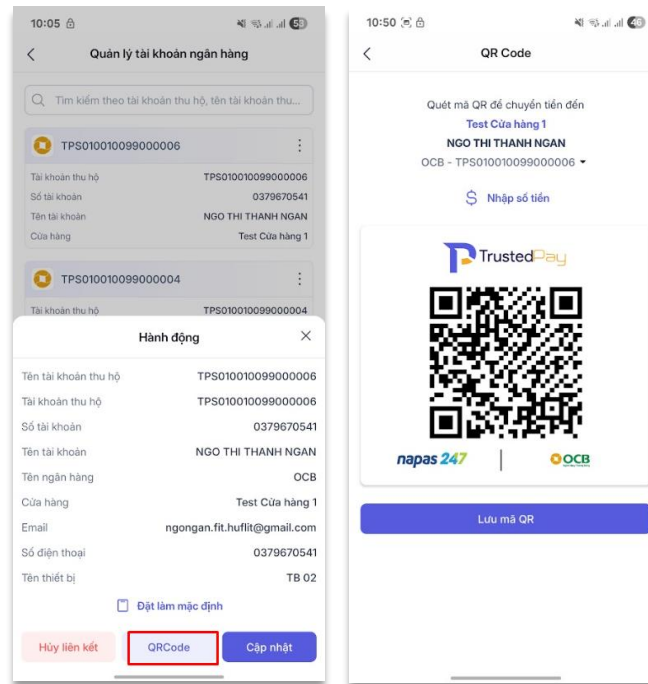 10:05
53
Quản lý tài khoản ngân hàng
Tìm kiếm theo tài khoản thu hộ, tên tài khoản thu...
TPS010010099000006
Tài khoản thu hộ TPS010010099000006
Số tài khoản 0379670541
Tên tài khoản NGO THI THANH NGAN
Cửa hàng Test Cửa hàng 1
TPS010010099000004
Tài khoản thu hộ TPS010010099000004
Hành động
Tên tài khoản thu hộ TPS010010099000006
Tài khoản thu hộ TPS010010099000006
Số tài khoản 0379670541
Tên tài khoản NGO THI THANH NGAN
Tên ngân hàng OCB
Cửa hàng Test Cửa hàng 1
Email ngongan.fit.huflit@gmail.com
Số điện thoại 0379670541
Tên thiết bị TB 02
Đặt làm mặc định
Hủy liên kết QRCode Cập nhật
10:50
QR Code
Quét mã QR để chuyển tiền đến
Test Cửa hàng 1
NGO THI THANH NGAN
OCB - TPS010010099000006
Nhập số tiền
TrustedPay
napas 247 OCB
Lưu mã QR